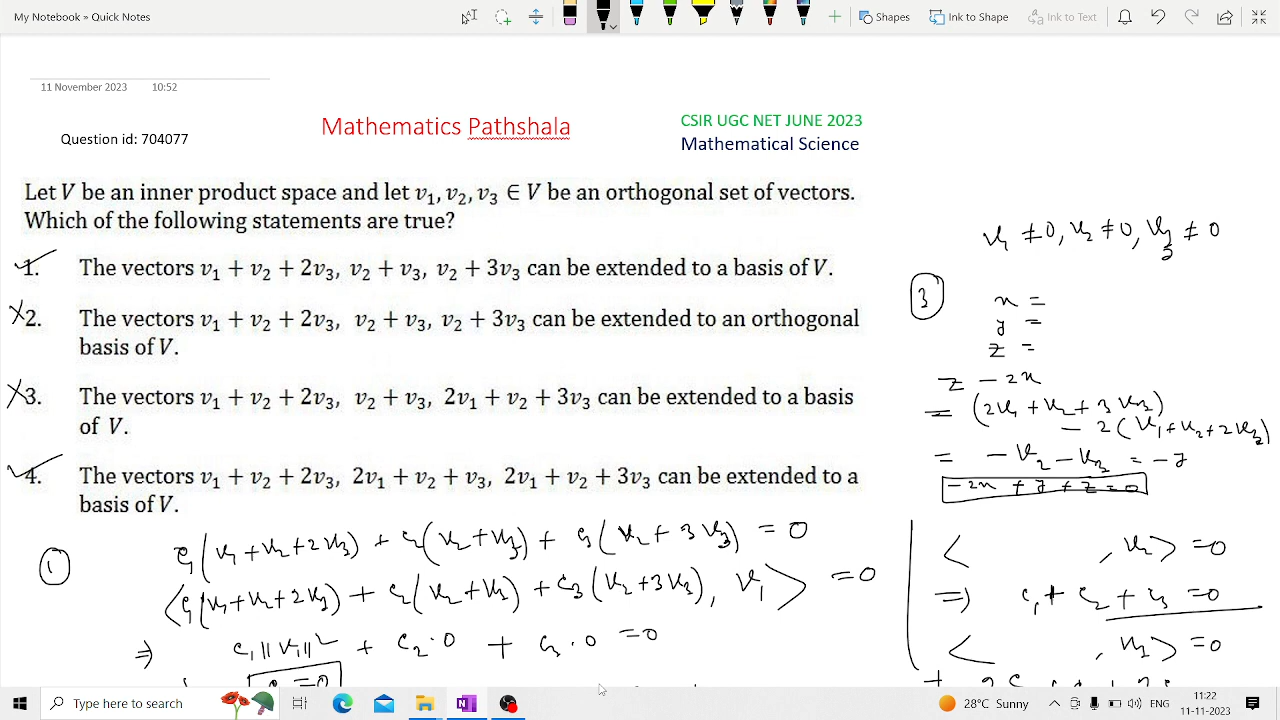 My Notebook » Quick Notes
Shapes
Ink to Shape
Ink to Text
11 November 2023 10:52
Question id: 704077
Mathematics Pathshala
CSIR UGC NET JUNE 2023
Mathematical Science
Let V be an inner product space and let v₁, v₂, v₃ ∈ V be an orthogonal set of vectors.
Which of the following statements are true?
1. The vectors v₁ + v₂ + 2v₃, v₂ + v₃, v₂ + 3v₃ can be extended to a basis of V.
2. The vectors v₁ + v₂ + 2v₃, v₂ + v₃, v₂ + 3v₃ can be extended to an orthogonal
basis of V.
3. The vectors v₁ + v₂ + 2v₃, v₂ + v₃, 2v₁ + v₂ + 3v₃ can be extended to a basis
of V.
4. The vectors v₁ + v₂ + 2v₃, 2v₁ + v₂ + v₃, 2v₁ + v₂ + 3v₃ can be extended to a
basis of V.
v₁ ≠ 0, v₂ ≠ 0, v₃ ≠ 0
③ x =
y =
z =
z - 2x
= (2v₁ + v₂ + 3v₃)
- 2(v₁ + v₂ + 2v₃)
= - v₂ - v₃ = - y
- 2x + y + z = 0
① c₁(v₁ + v₂ + 2v₃) + c₂(v₂ + v₃) + c₃(v₂ + 3v₃) = 0
⟨c₁(v₁ + v₂ + 2v₃) + c₂(v₂ + v₃) + c₃(v₂ + 3v₃), v₁⟩ = 0
⇒ c₁ ||v₁||² + c₂ · 0 + c₃ · 0 = 0
⟨ , v₂⟩ = 0
⇒ c₁ + c₂ + c₃ = 0
⟨ , v₃⟩ = 0
Type here to search
28°C Sunny
ENG
11:22
11-11-2023